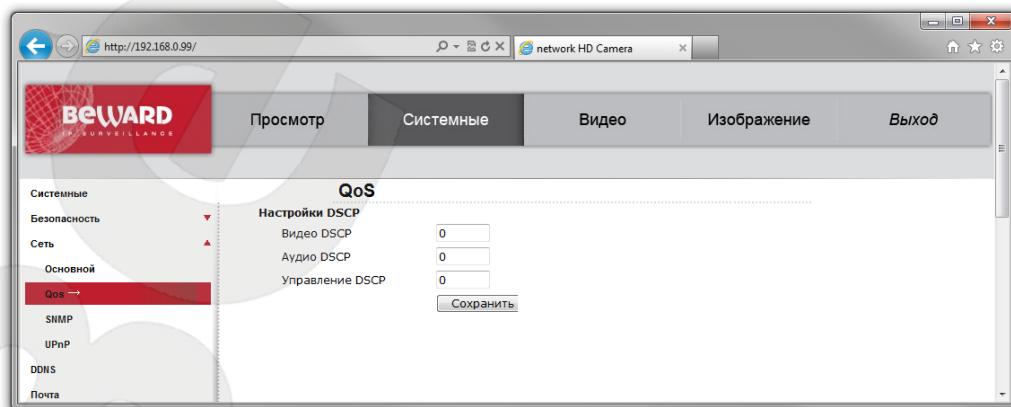 http://192.168.0.99/
network HD Camera
BEWARD
IP SURVEILLANCE
Просмотр
Системные
Видео
Изображение
Выход
Системные
Безопасность
Сеть
Основной
Qos →
SNMP
UPnP
DDNS
Почта
QoS
Настройки DSCP
Видео DSCP 0
Аудио DSCP 0
Управление DSCP 0
Сохранить